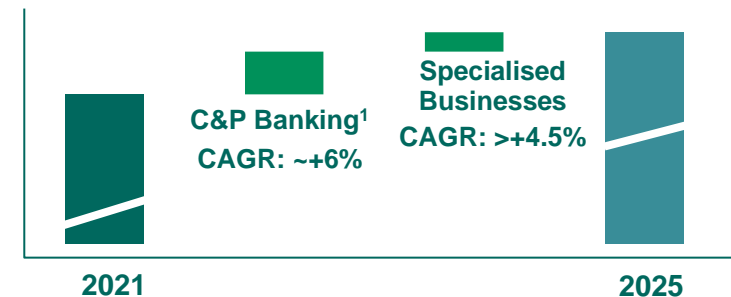 Specialised
Businesses
CAGR: >+4.5%
C&P Banking¹
CAGR: ~+6%
2021
2025